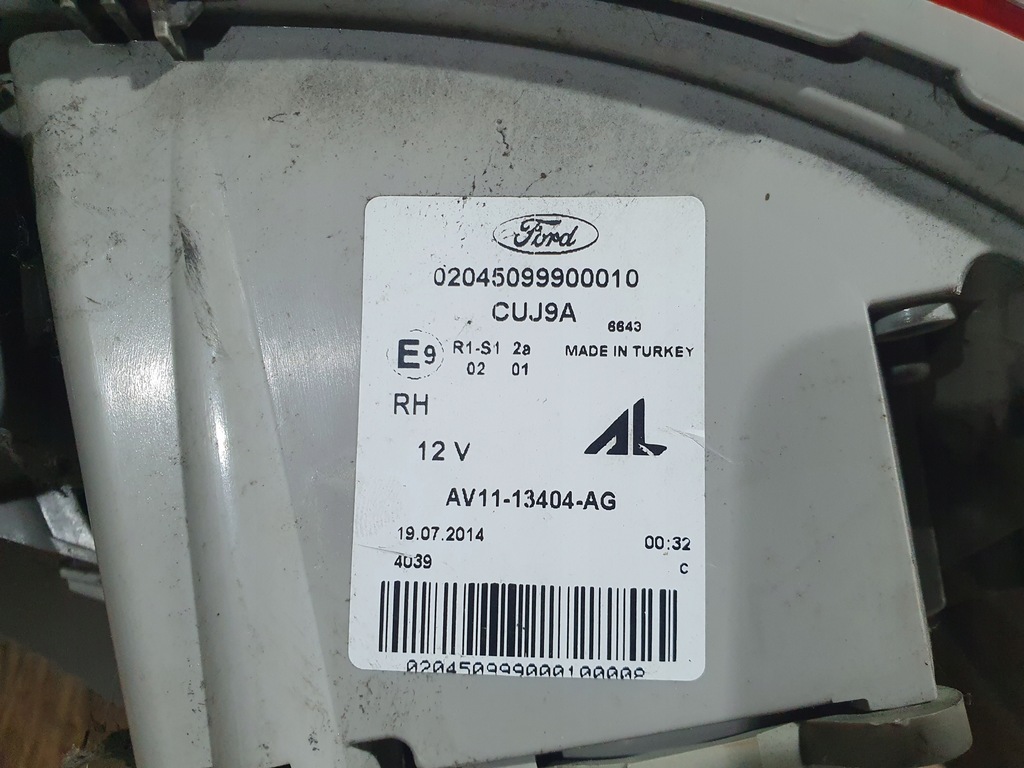 Ford
02045099900010
CUJ9A
6643
E9 R1-S1 2a MADE IN TURKEY
02 01
RH
AL
12 V
AV11-13404-AG
19.07.2014 00:32
4039 C
020450999000100008